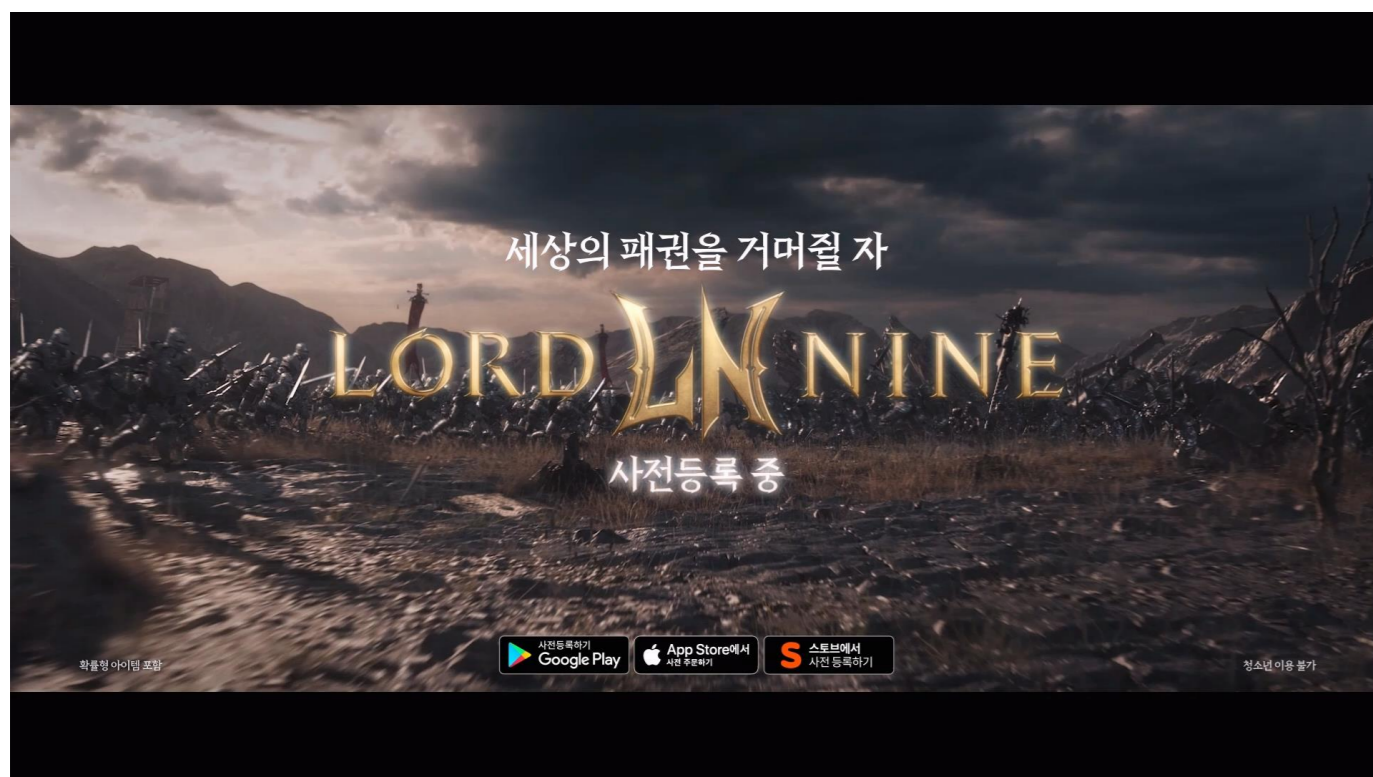 세상의 패권을 거머쥘 자
LORD LN NINE
사전등록 중
사전등록하기
Google Play
App Store에서
사전 주문하기
스토브에서
사전 등록하기
확률형 아이템 포함
청소년 이용 불가